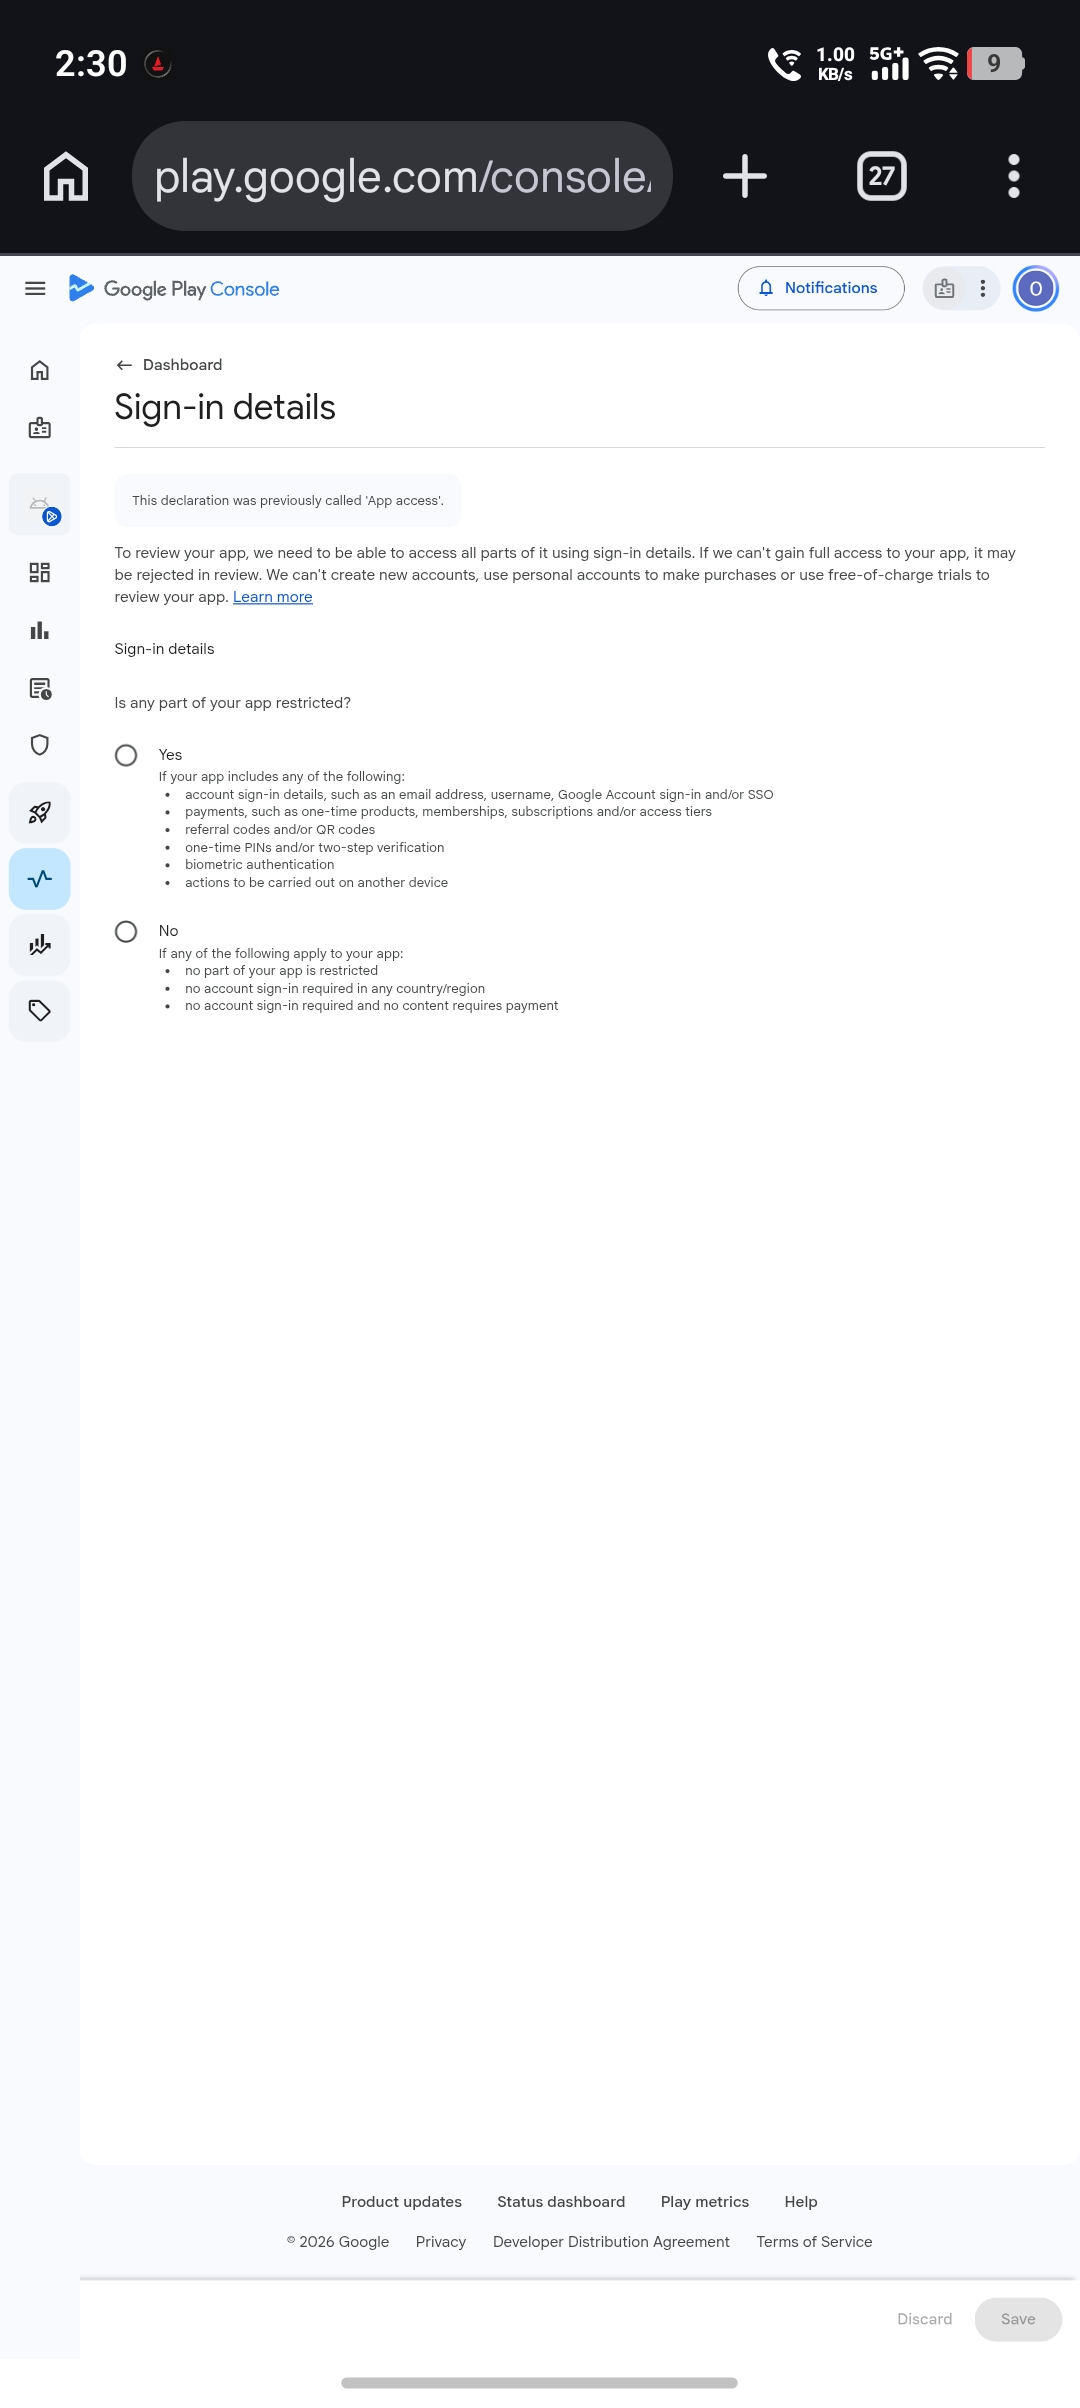 2:30
1.00
KB/s
5G+
9
play.google.com/console/
27
Google Play Console
Notifications
O
Dashboard
Sign-in details
This declaration was previously called 'App access'.
To review your app, we need to be able to access all parts of it using sign-in details. If we can't gain full access to your app, it may
be rejected in review. We can't create new accounts, use personal accounts to make purchases or use free-of-charge trials to
review your app. Learn more
Sign-in details
Is any part of your app restricted?
Yes
If your app includes any of the following:
• account sign-in details, such as an email address, username, Google Account sign-in and/or SSO
• payments, such as one-time products, memberships, subscriptions and/or access tiers
• referral codes and/or QR codes
• one-time PINs and/or two-step verification
• biometric authentication
• actions to be carried out on another device
No
If any of the following apply to your app:
• no part of your app is restricted
• no account sign-in required in any country/region
• no account sign-in required and no content requires payment
Product updates Status dashboard Play metrics Help
© 2026 Google Privacy Developer Distribution Agreement Terms of Service
Discard Save